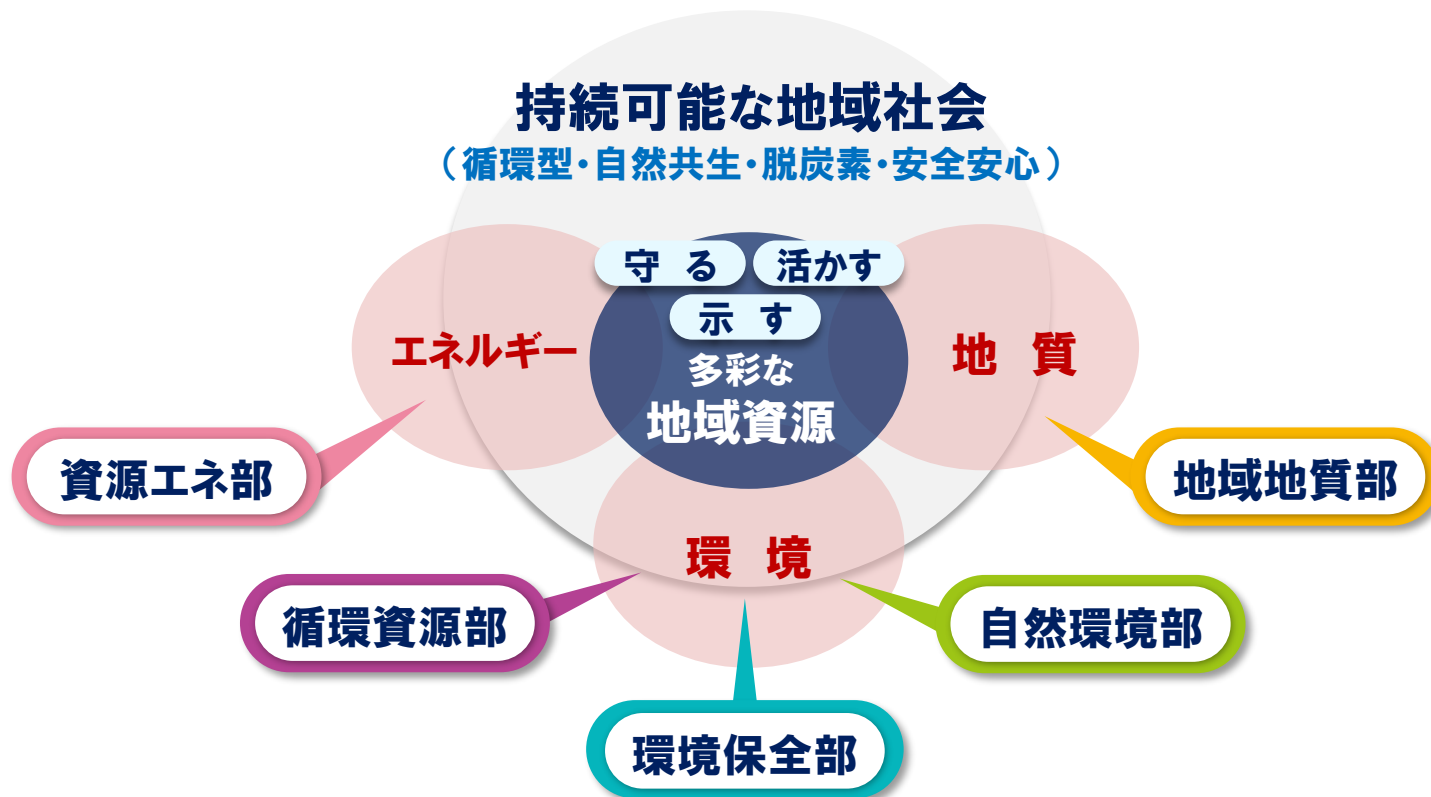 持続可能な地域社会
（循環型・自然共生・脱炭素・安全安心）
守る 活かす
示す
エネルギー
多彩な
地域資源
地質
資源エネ部
地域地質部
環境
循環資源部
自然環境部
環境保全部